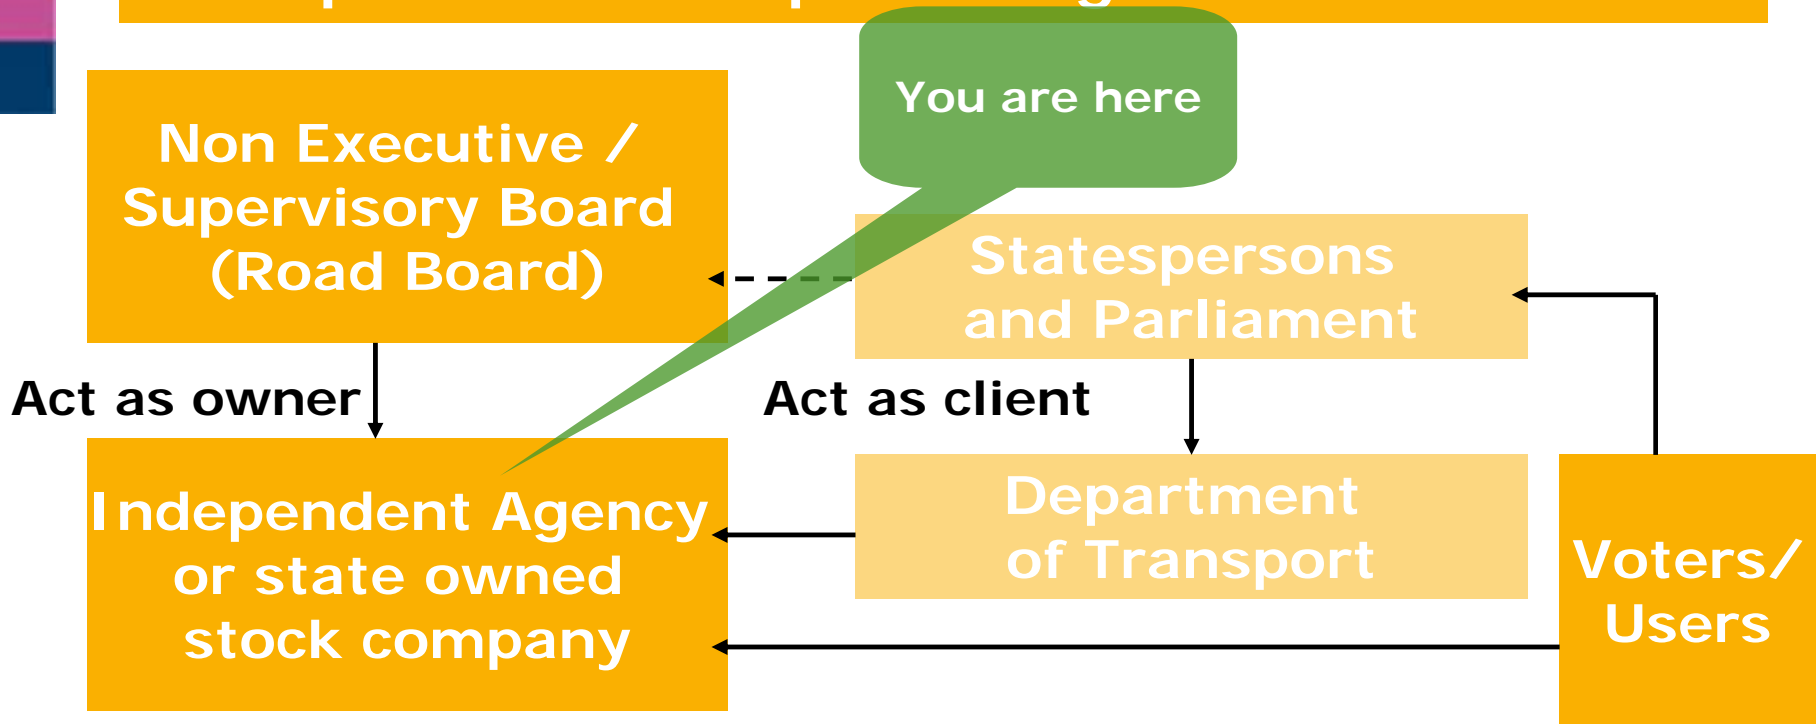 You are here
Non Executive /
Supervisory Board
(Road Board)
Statespersons
and Parliament
Act as owner
Act as client
Independent Agency
or state owned
stock company
Department
of Transport
Voters/
Users